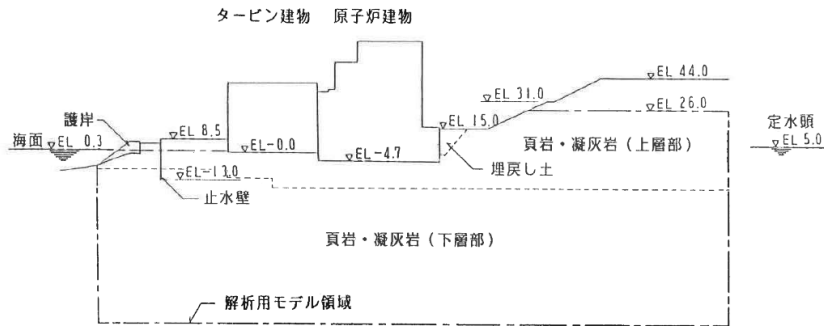 タービン建物 原子炉建物
EL 44.0
護岸
EL 31.0
EL 26.0
海面 EL 0.3
EL 8.5
EL 15.0
定水頭
EL 5.0
EL-0.0
EL-4.7
頁岩・凝灰岩(上層部)
埋戻し土
EL-13.0
止水壁
頁岩・凝灰岩(下層部)
解析用モデル領域